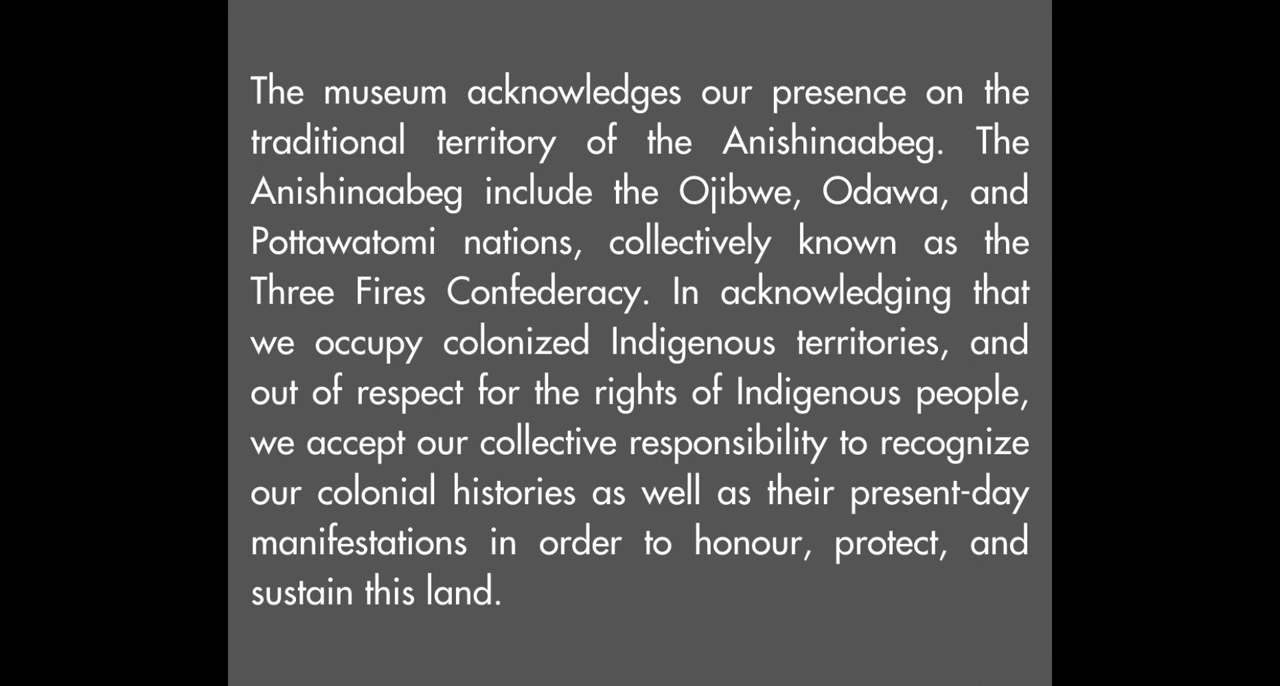 The museum acknowledges our presence on the
traditional territory of the Anishinaabeg. The
Anishinaabeg include the Ojibwe, Odawa, and
Pottawatomi nations, collectively known as the
Three Fires Confederacy. In acknowledging that
we occupy colonized Indigenous territories, and
out of respect for the rights of Indigenous people,
we accept our collective responsibility to recognize
our colonial histories as well as their present-day
manifestations in order to honour, protect, and
sustain this land.